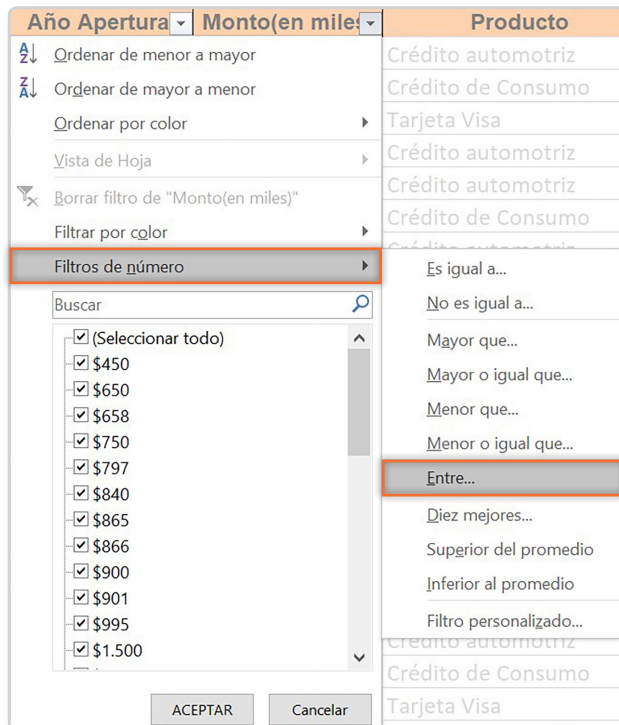 Año Apertura Monto(en miles Producto
Ordenar de menor a mayor
Ordenar de mayor a menor
Ordenar por color
Vista de Hoja
Borrar filtro de "Monto(en miles)"
Filtrar por color
Filtros de número
Buscar
(Seleccionar todo)
$450
$650
$658
$750
$797
$840
$865
$866
$900
$901
$995
$1.500
ACEPTAR Cancelar
Crédito automotriz
Crédito de Consumo
Tarjeta Visa
Crédito automotriz
Crédito automotriz
Crédito de Consumo
Crédito automotriz
Es igual a...
No es igual a...
Mayor que...
Mayor o igual que...
Menor que...
Menor o igual que...
Entre...
Diez mejores...
Superior del promedio
Inferior al promedio
Filtro personalizado...
Crédito automotriz
Crédito de Consumo
Tarjeta Visa